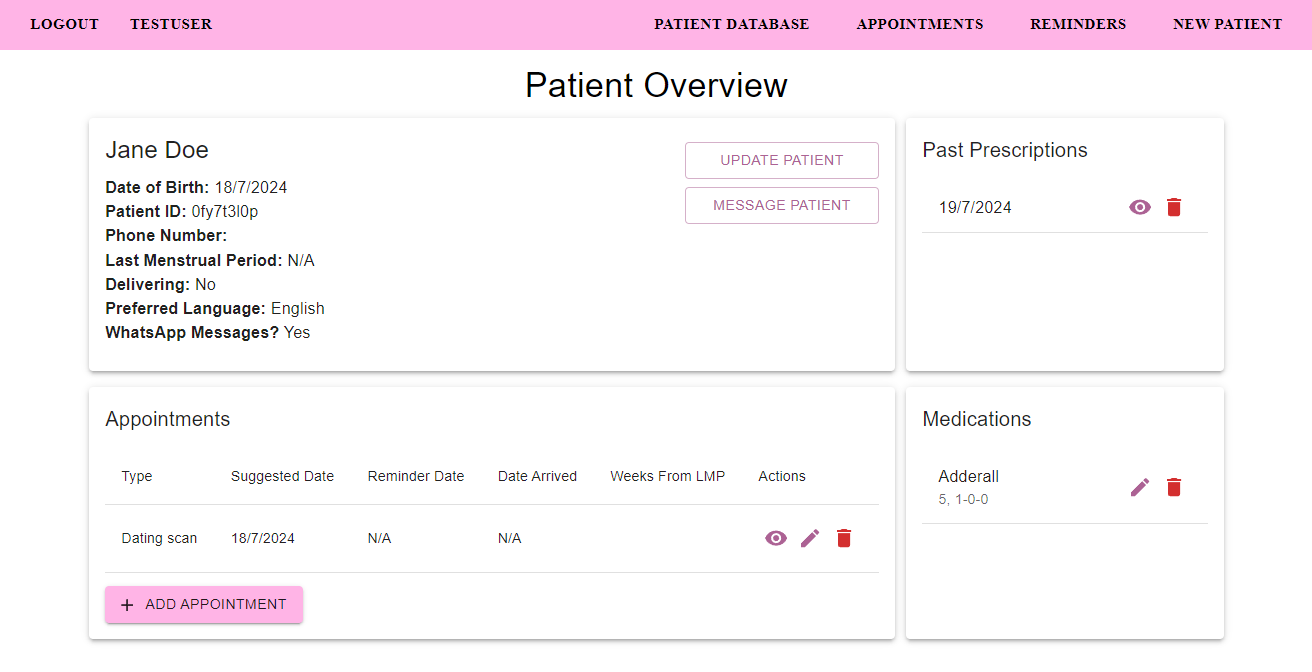 LOGOUT TESTUSER PATIENT DATABASE APPOINTMENTS REMINDERS NEW PATIENT
Patient Overview
Jane Doe
UPDATE PATIENT
MESSAGE PATIENT
Date of Birth: 18/7/2024
Patient ID: 0fy7t3l0p
Phone Number:
Last Menstrual Period: N/A
Delivering: No
Preferred Language: English
WhatsApp Messages? Yes
Past Prescriptions
19/7/2024
Appointments
Type Suggested Date Reminder Date Date Arrived Weeks From LMP Actions
Dating scan 18/7/2024 N/A N/A
+ ADD APPOINTMENT
Medications
Adderall
5, 1-0-0